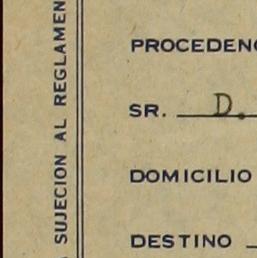 SUJECION AL REGLAMEN
PROCEDENC
SR. D.
DOMICILIO
DESTINO